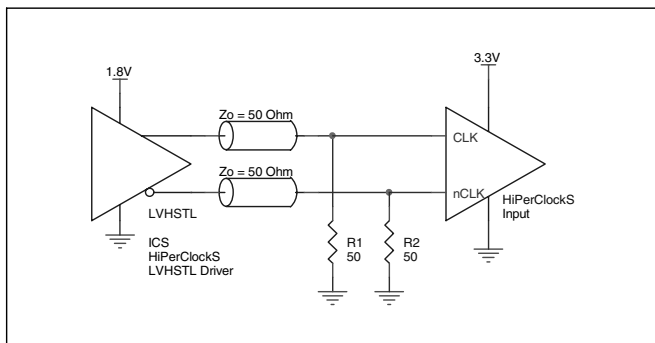 3.3V
1.8V
Zo = 50 Ohm
CLK
Zo = 50 Ohm
nCLK
HiPerClockS
Input
LVHSTL
ICS
HiPerClockS
LVHSTL Driver
R1
50
R2
50